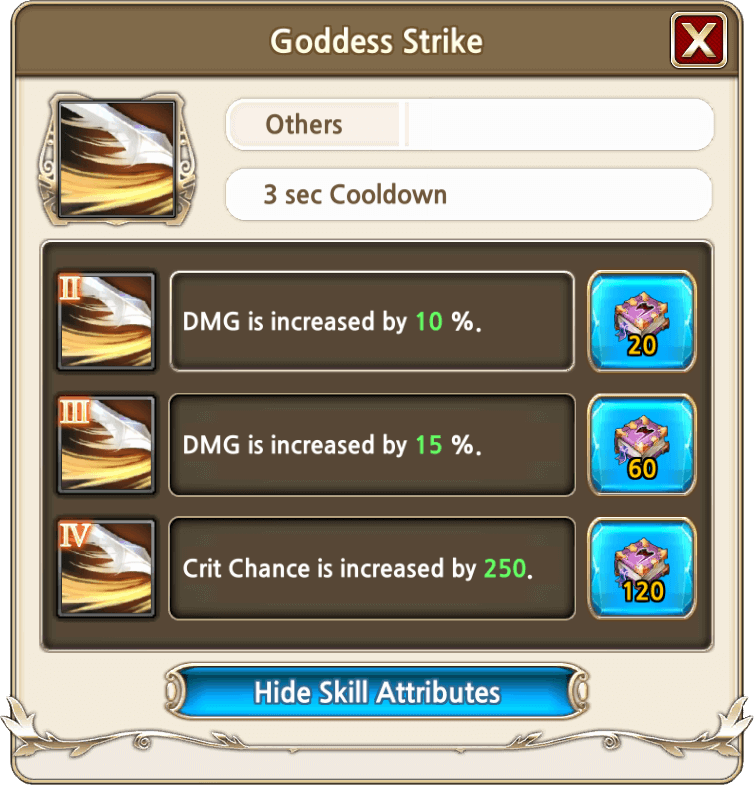 Goddess Strike
X
Others
3 sec Cooldown
II
DMG is increased by 10 %.
20
III
DMG is increased by 15 %.
60
IV
Crit Chance is increased by 250.
120
Hide Skill Attributes